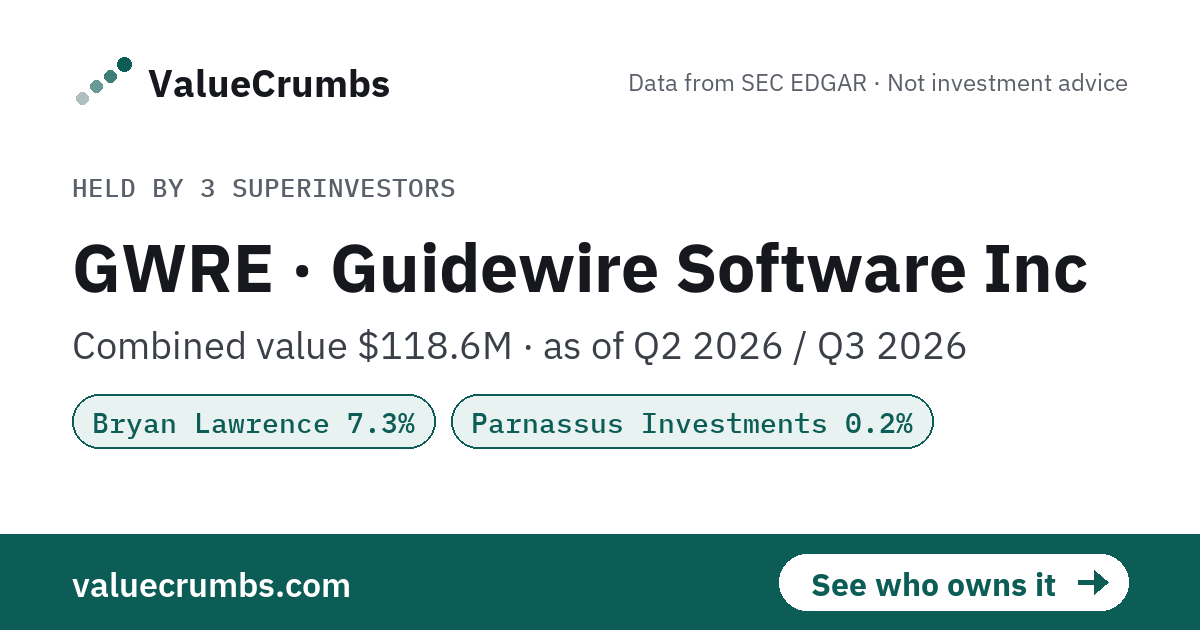 ValueCrumbs
Data from SEC EDGAR · Not investment advice
HELD BY 3 SUPERINVESTORS
GWRE · Guidewire Software Inc
Combined value $118.6M · as of Q2 2026 / Q3 2026
Bryan Lawrence 7.3%
Parnassus Investments 0.2%
valuecrumbs.com
See who owns it